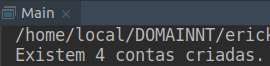 Main ×
/home/local/DOMAINNT/erick
Existem 4 contas criadas.